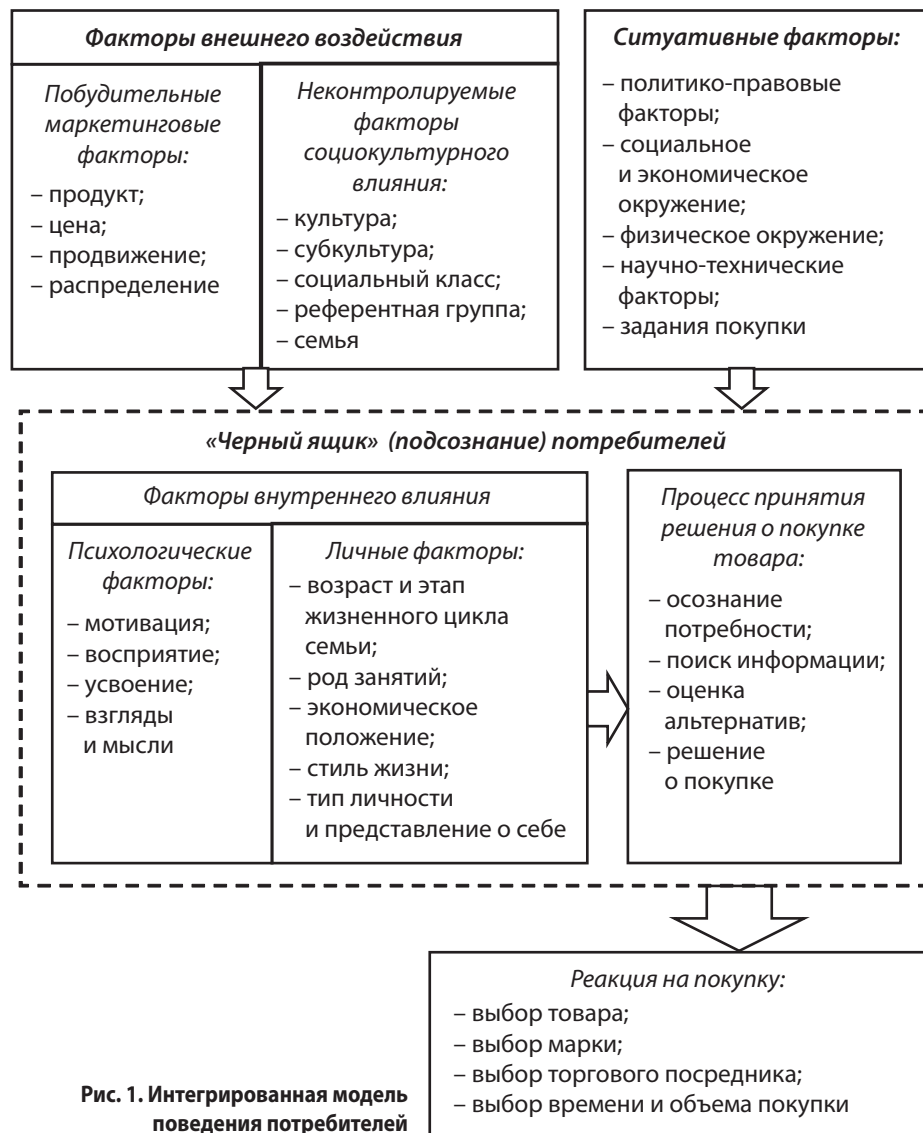 Факторы внешнего воздействия
Побудительные
маркетинговые
факторы:
– продукт;
– цена;
– продвижение;
– распределение
Неконтролируемые
факторы
социокультурного
влияния:
– культура;
– субкультура;
– социальный класс;
– референтная группа;
– семья
Ситуативные факторы:
– политико-правовые
факторы;
– социальное
и экономическое
окружение;
– физическое окружение;
– научно-технические
факторы;
– задания покупки
«Черный ящик» (подсознание) потребителей
Факторы внутреннего влияния
Психологические
факторы:
– мотивация;
– восприятие;
– усвоение;
– взгляды
и мысли
Личные факторы:
– возраст и этап
жизненного цикла
семьи;
– род занятий;
– экономическое
положение;
– стиль жизни;
– тип личности
и представление о себе
Процесс принятия
решения о покупке
товара:
– осознание
потребности;
– поиск информации;
– оценка
альтернатив;
– решение
о покупке
Реакция на покупку:
– выбор товара;
– выбор марки;
– выбор торгового посредника;
– выбор времени и объема покупки
Рис. 1. Интегрированная модель
поведения потребителей